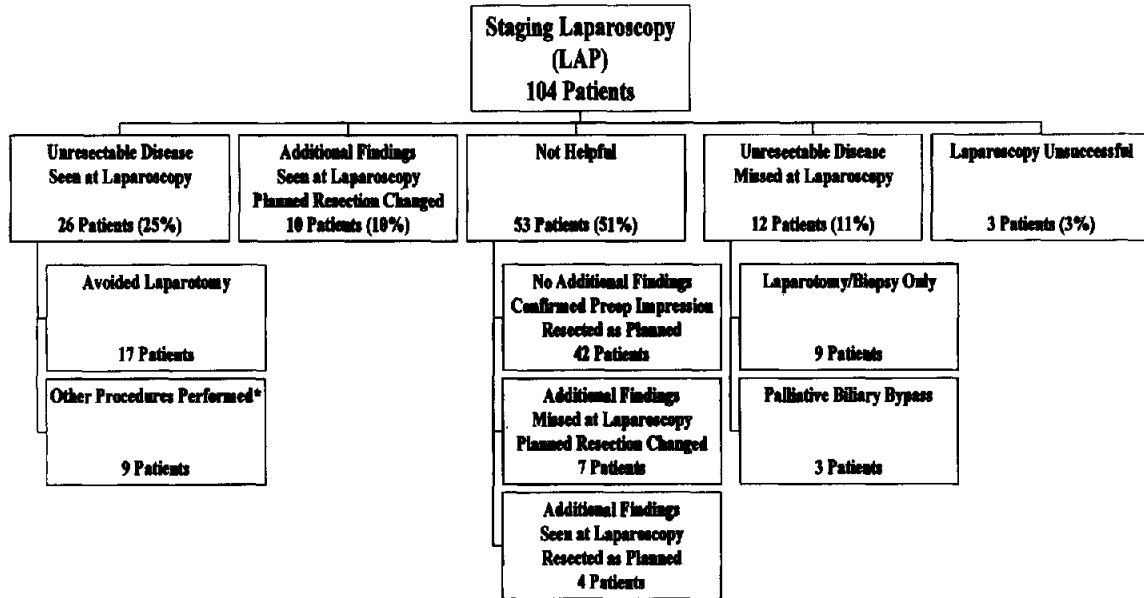 Staging Laparoscopy
(LAP)
104 Patients
Unresectable Disease
Seen at Laparoscopy
26 Patients (25%)
Additional Findings
Seen at Laparoscopy
Planned Resection Changed
10 Patients (10%)
Not Helpful
53 Patients (51%)
Unresectable Disease
Missed at Laparoscopy
12 Patients (11%)
Laparoscopy Unsuccessful
3 Patients (3%)
Avoided Laparotomy
17 Patients
Other Procedures Performed*
9 Patients
No Additional Findings
Confirmed Preop Impression
Resected as Planned
42 Patients
Additional Findings
Missed at Laparoscopy
Planned Resection Changed
7 Patients
Additional Findings
Seen at Laparoscopy
Resected as Planned
4 Patients
Laparotomy/Biopsy Only
9 Patients
Palliative Biliary Bypass
3 Patients